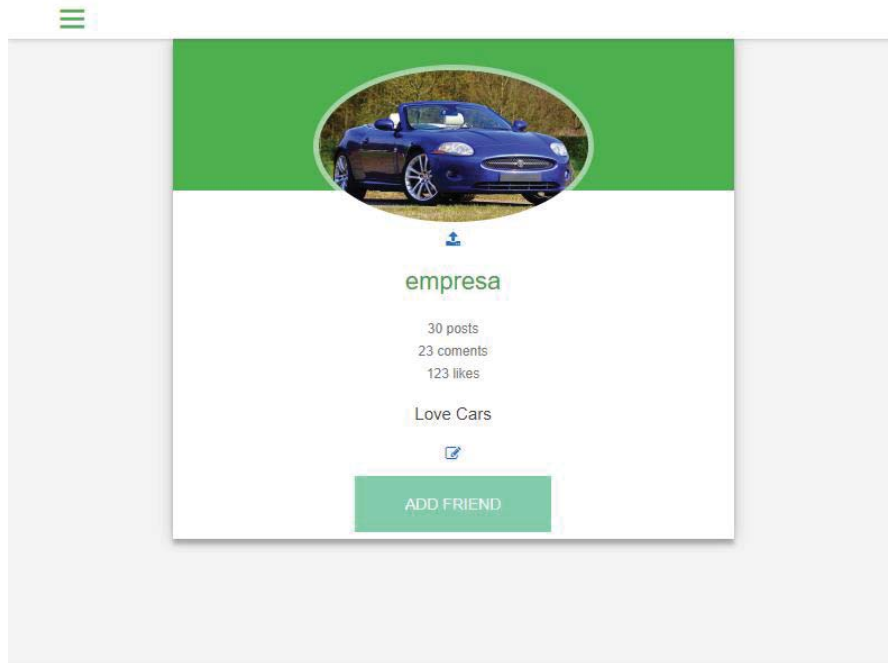 empresa
30 posts
23 coments
123 likes
Love Cars
ADD FRIEND